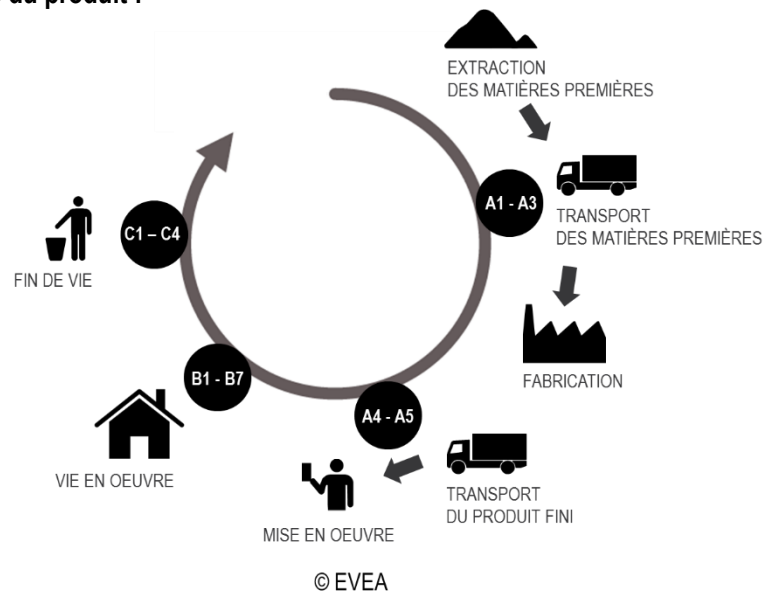 du produit :
EXTRACTION
DES MATIÈRES PREMIÈRES
A1 - A3
TRANSPORT
DES MATIÈRES PREMIÈRES
FABRICATION
A4 - A5
TRANSPORT
DU PRODUIT FINI
MISE EN OEUVRE
B1 - B7
VIE EN OEUVRE
C1 – C4
FIN DE VIE
© EVEA